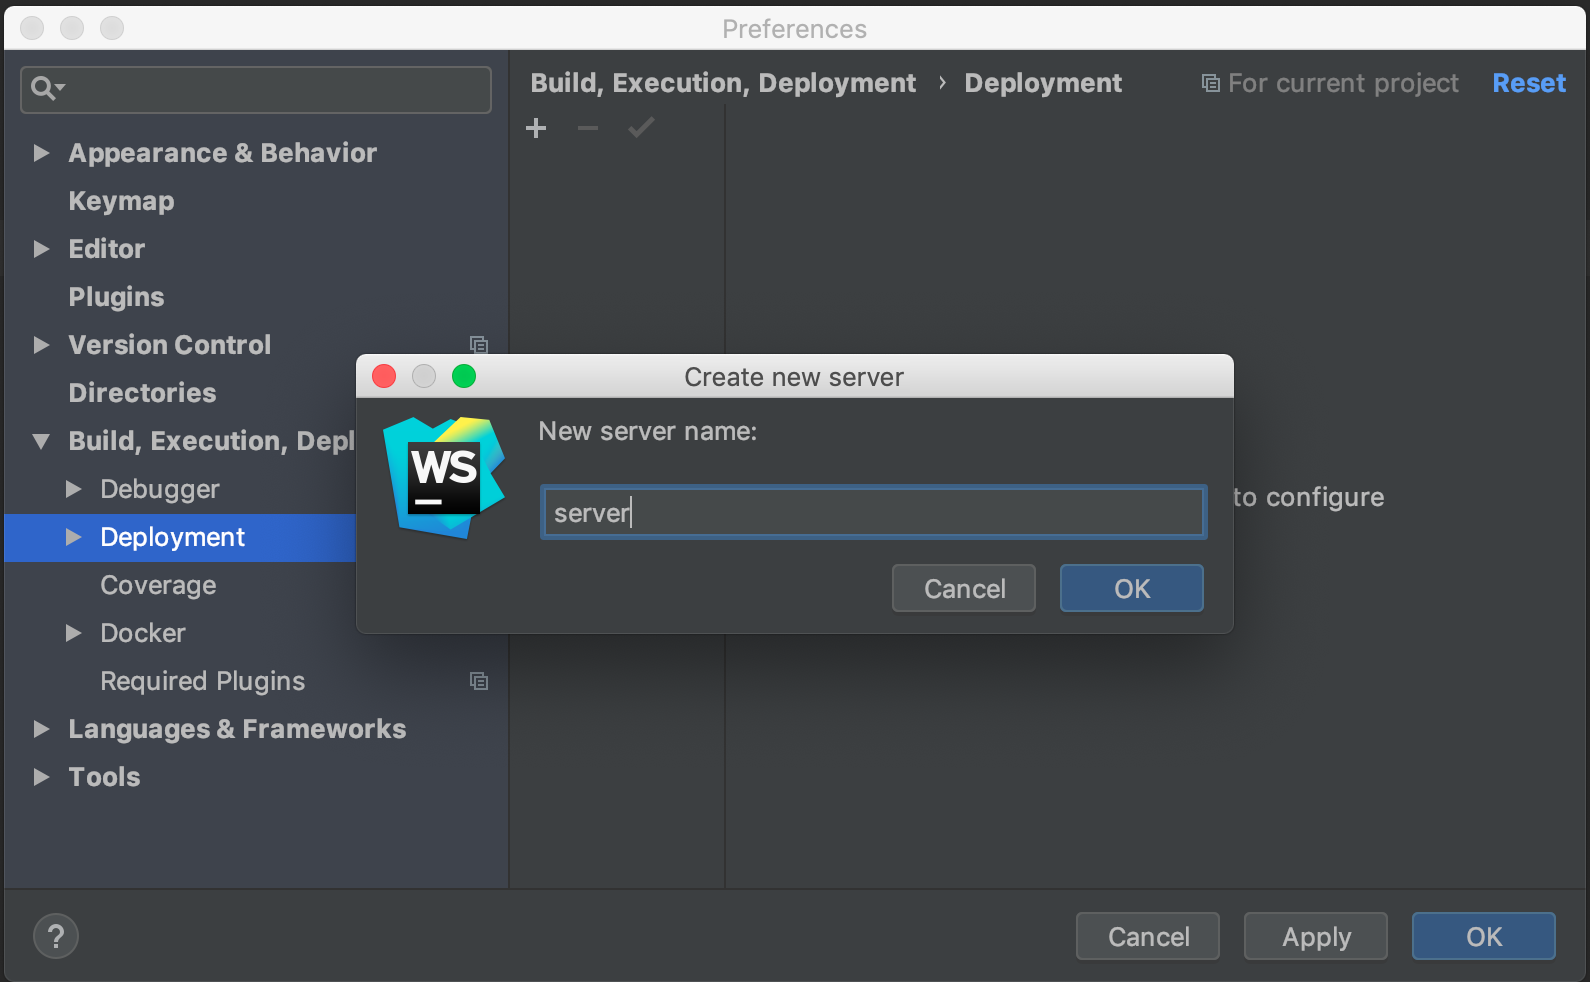 Preferences
Build, Execution, Deployment › Deployment
For current project
Reset
Appearance & Behavior
Keymap
Editor
Plugins
Version Control
Directories
Build, Execution, Depl
Debugger
Deployment
Coverage
Docker
Required Plugins
Languages & Frameworks
Tools
to configure
Create new server
WS
New server name:
server
Cancel
OK
?
Cancel
Apply
OK